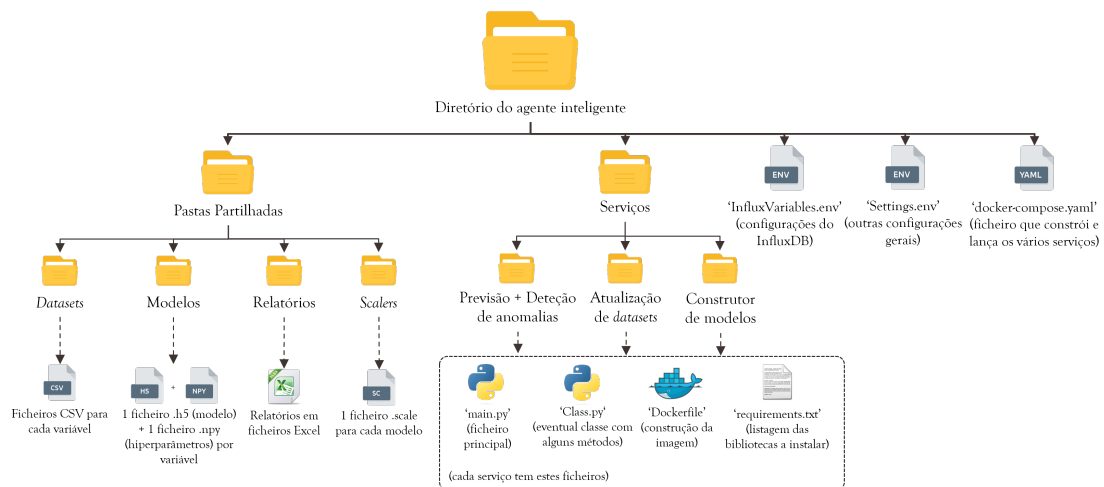 Diretório do agente inteligente
Pastas Partilhadas
Serviços
ENV
‘InfluxVariables.env’
(configurações do
InfluxDB)
ENV
‘Settings.env’
(outras configurações
gerais)
YAML
‘docker-compose.yaml’
(ficheiro que constrói e
lança os vários serviços)
Datasets
Modelos
Relatórios
Scalers
Previsão + Deteção
de anomalias
Atualização
de datasets
Construtor
de modelos
CSV
Ficheiros CSV para
cada variável
HS
+
NPY
1 ficheiro .h5 (modelo)
+ 1 ficheiro .npy
(hiperparâmetros) por
variável
Relatórios em
ficheiros Excel
SC
1 ficheiro .scale
para cada modelo
‘main.py’
(ficheiro
principal)
‘Class.py’
(eventual classe com
alguns métodos)
‘Dockerfile’
(construção da
imagem)
‘requirements.txt’
(listagem das
bibliotecas a instalar)
(cada serviço tem estes ficheiros)